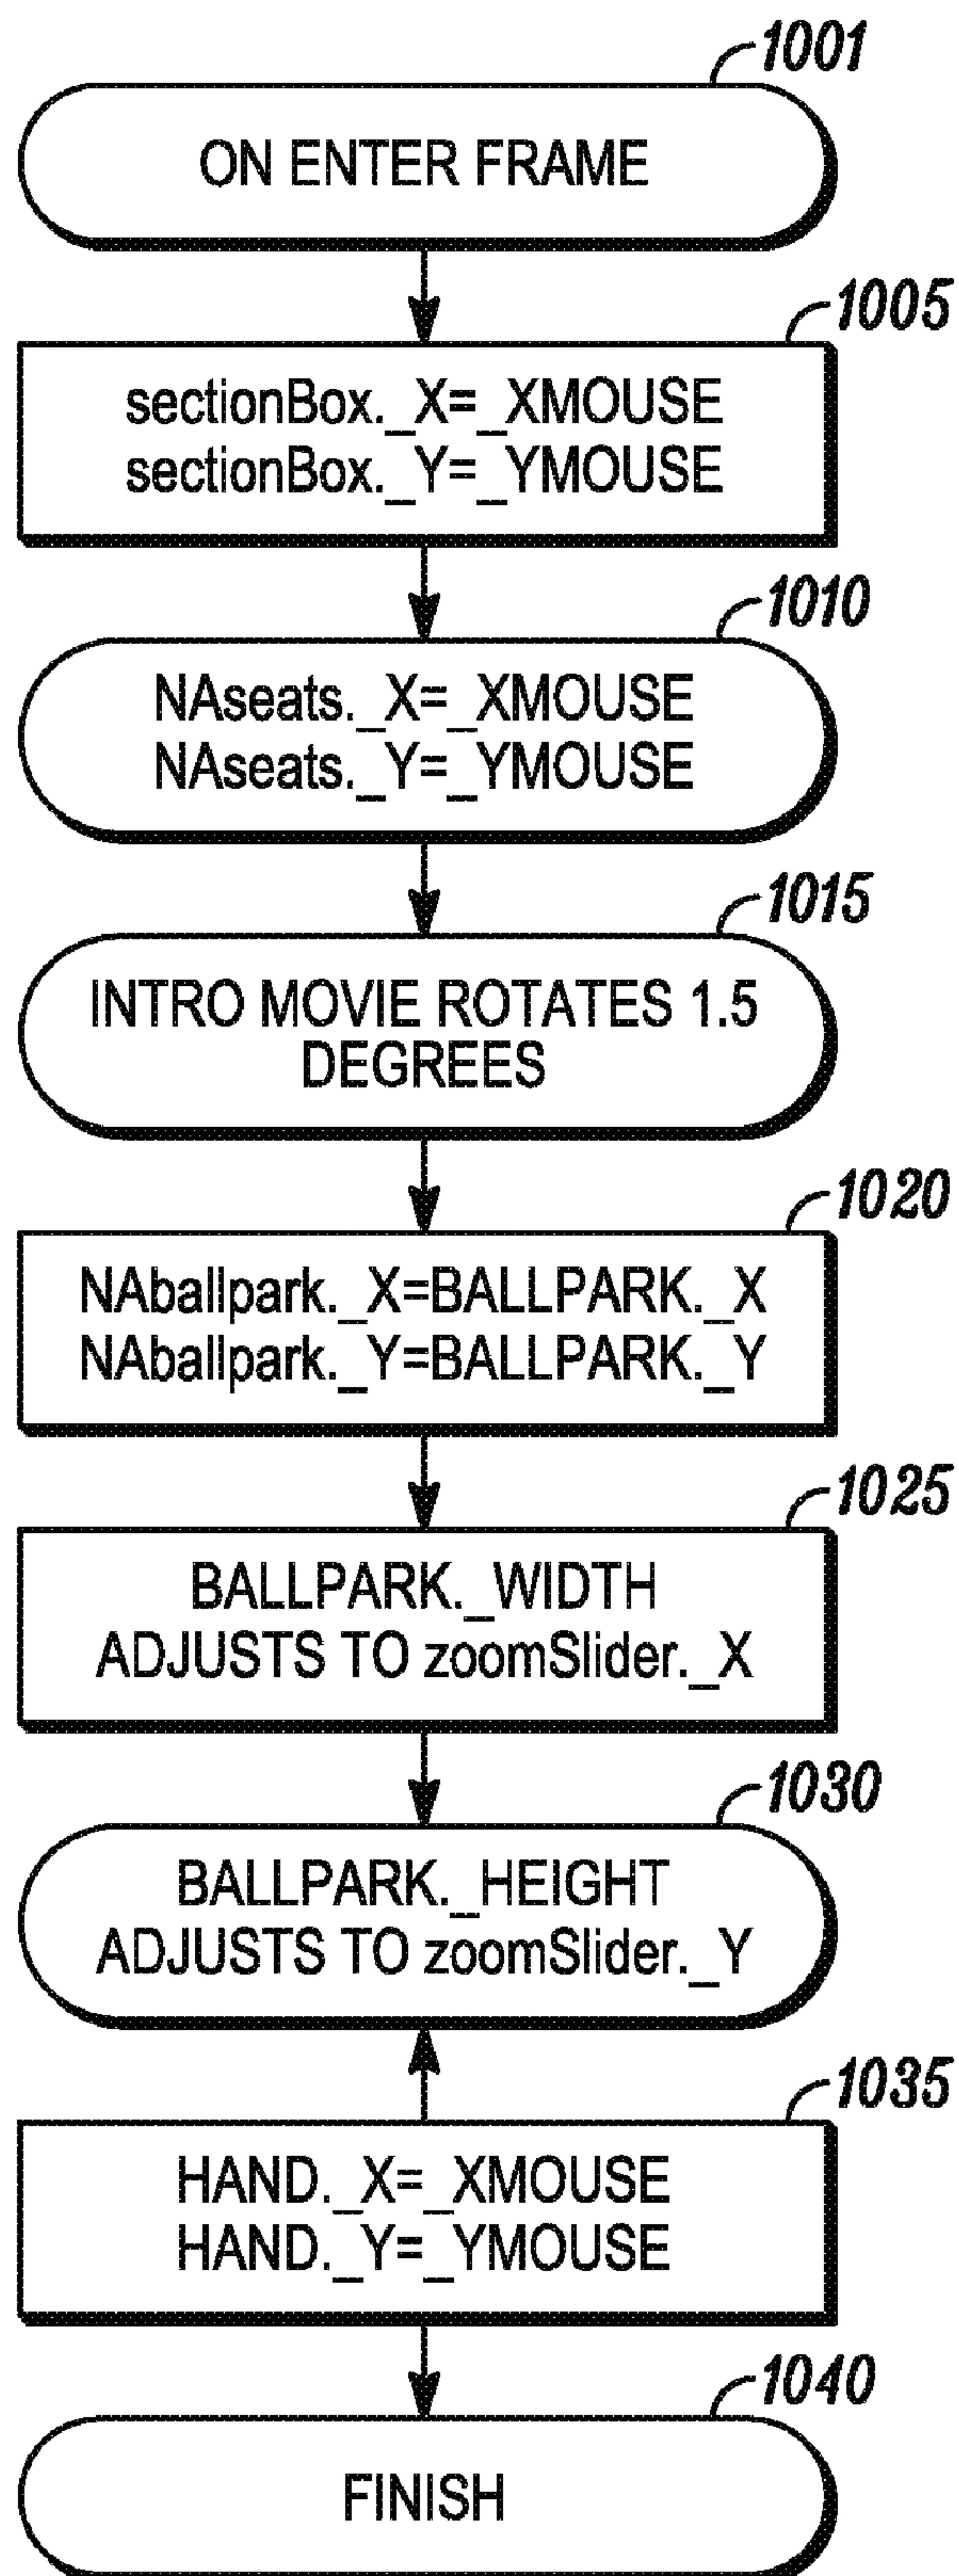 1001
ON ENTER FRAME
1005
sectionBox._X=_XMOUSE
sectionBox._Y=_YMOUSE
1010
NAseats._X=_XMOUSE
NAseats._Y=_YMOUSE
1015
INTRO MOVIE ROTATES 1.5
DEGREES
1020
NAballpark._X=BALLPARK._X
NAballpark._Y=BALLPARK._Y
1025
BALLPARK._WIDTH
ADJUSTS TO zoomSlider._X
1030
BALLPARK._HEIGHT
ADJUSTS TO zoomSlider._Y
1035
HAND._X=_XMOUSE
HAND._Y=_YMOUSE
1040
FINISH